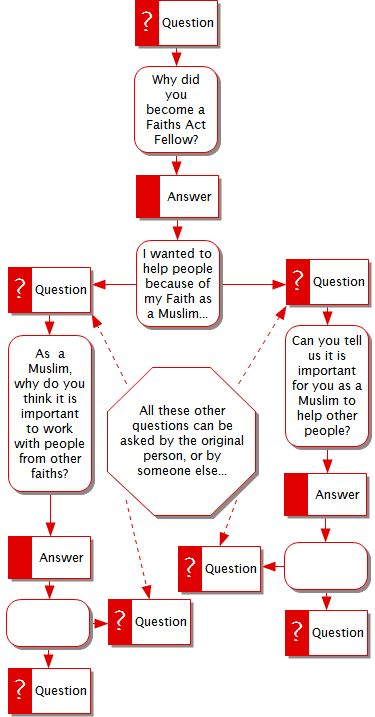 ? Question
Why did
you
become a
Faiths Act
Fellow?
Answer
I wanted to
help people
because of
my Faith as
a Muslim...
? Question
As a
Muslim,
why do you
think it is
important
to work
with people
from other
faiths?
Answer
? Question
? Question
All these other
questions can be
asked by the original
person, or by
someone else...
? Question
Can you tell
us it is
important
for you as a
Muslim to
help other
people?
Answer
? Question
? Question